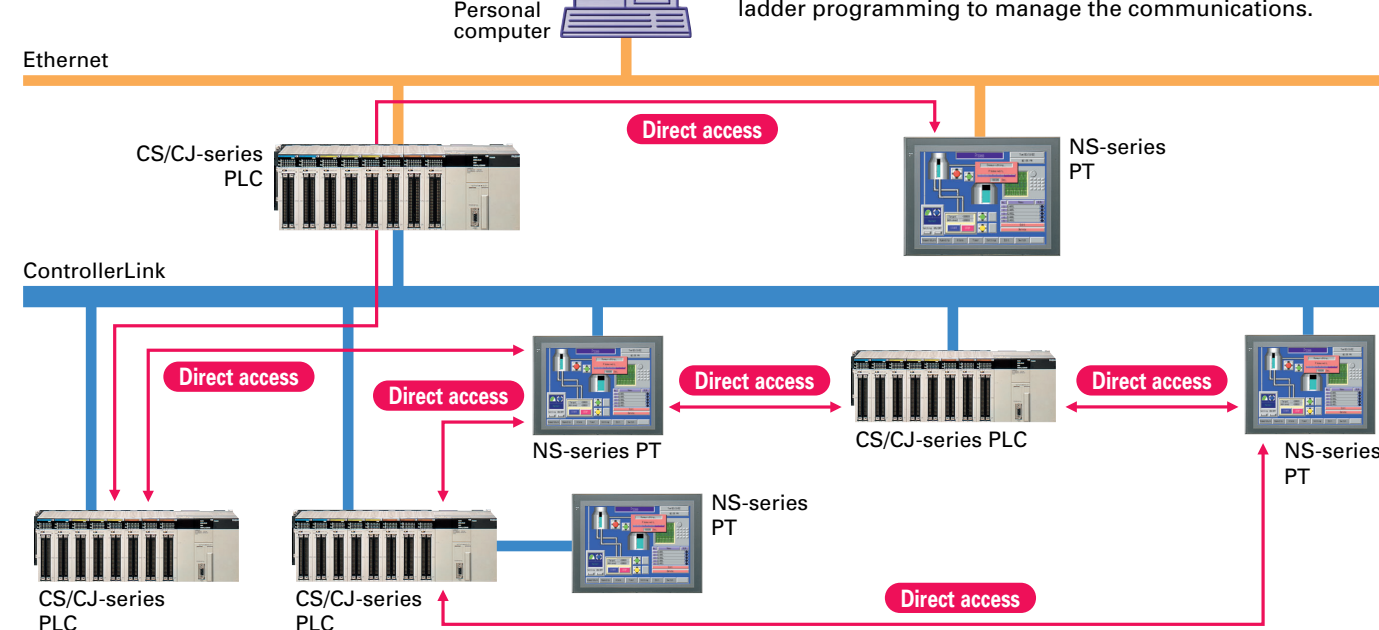 Personal
computer
ladder programming to manage the communications.
Ethernet
Direct access
CS/CJ-series
PLC
NS-series
PT
ControllerLink
Direct access
Direct access
Direct access
Direct access
NS-series PT
CS/CJ-series PLC
NS-series
PT
NS-series
PT
Direct access
CS/CJ-series
PLC
CS/CJ-series
PLC